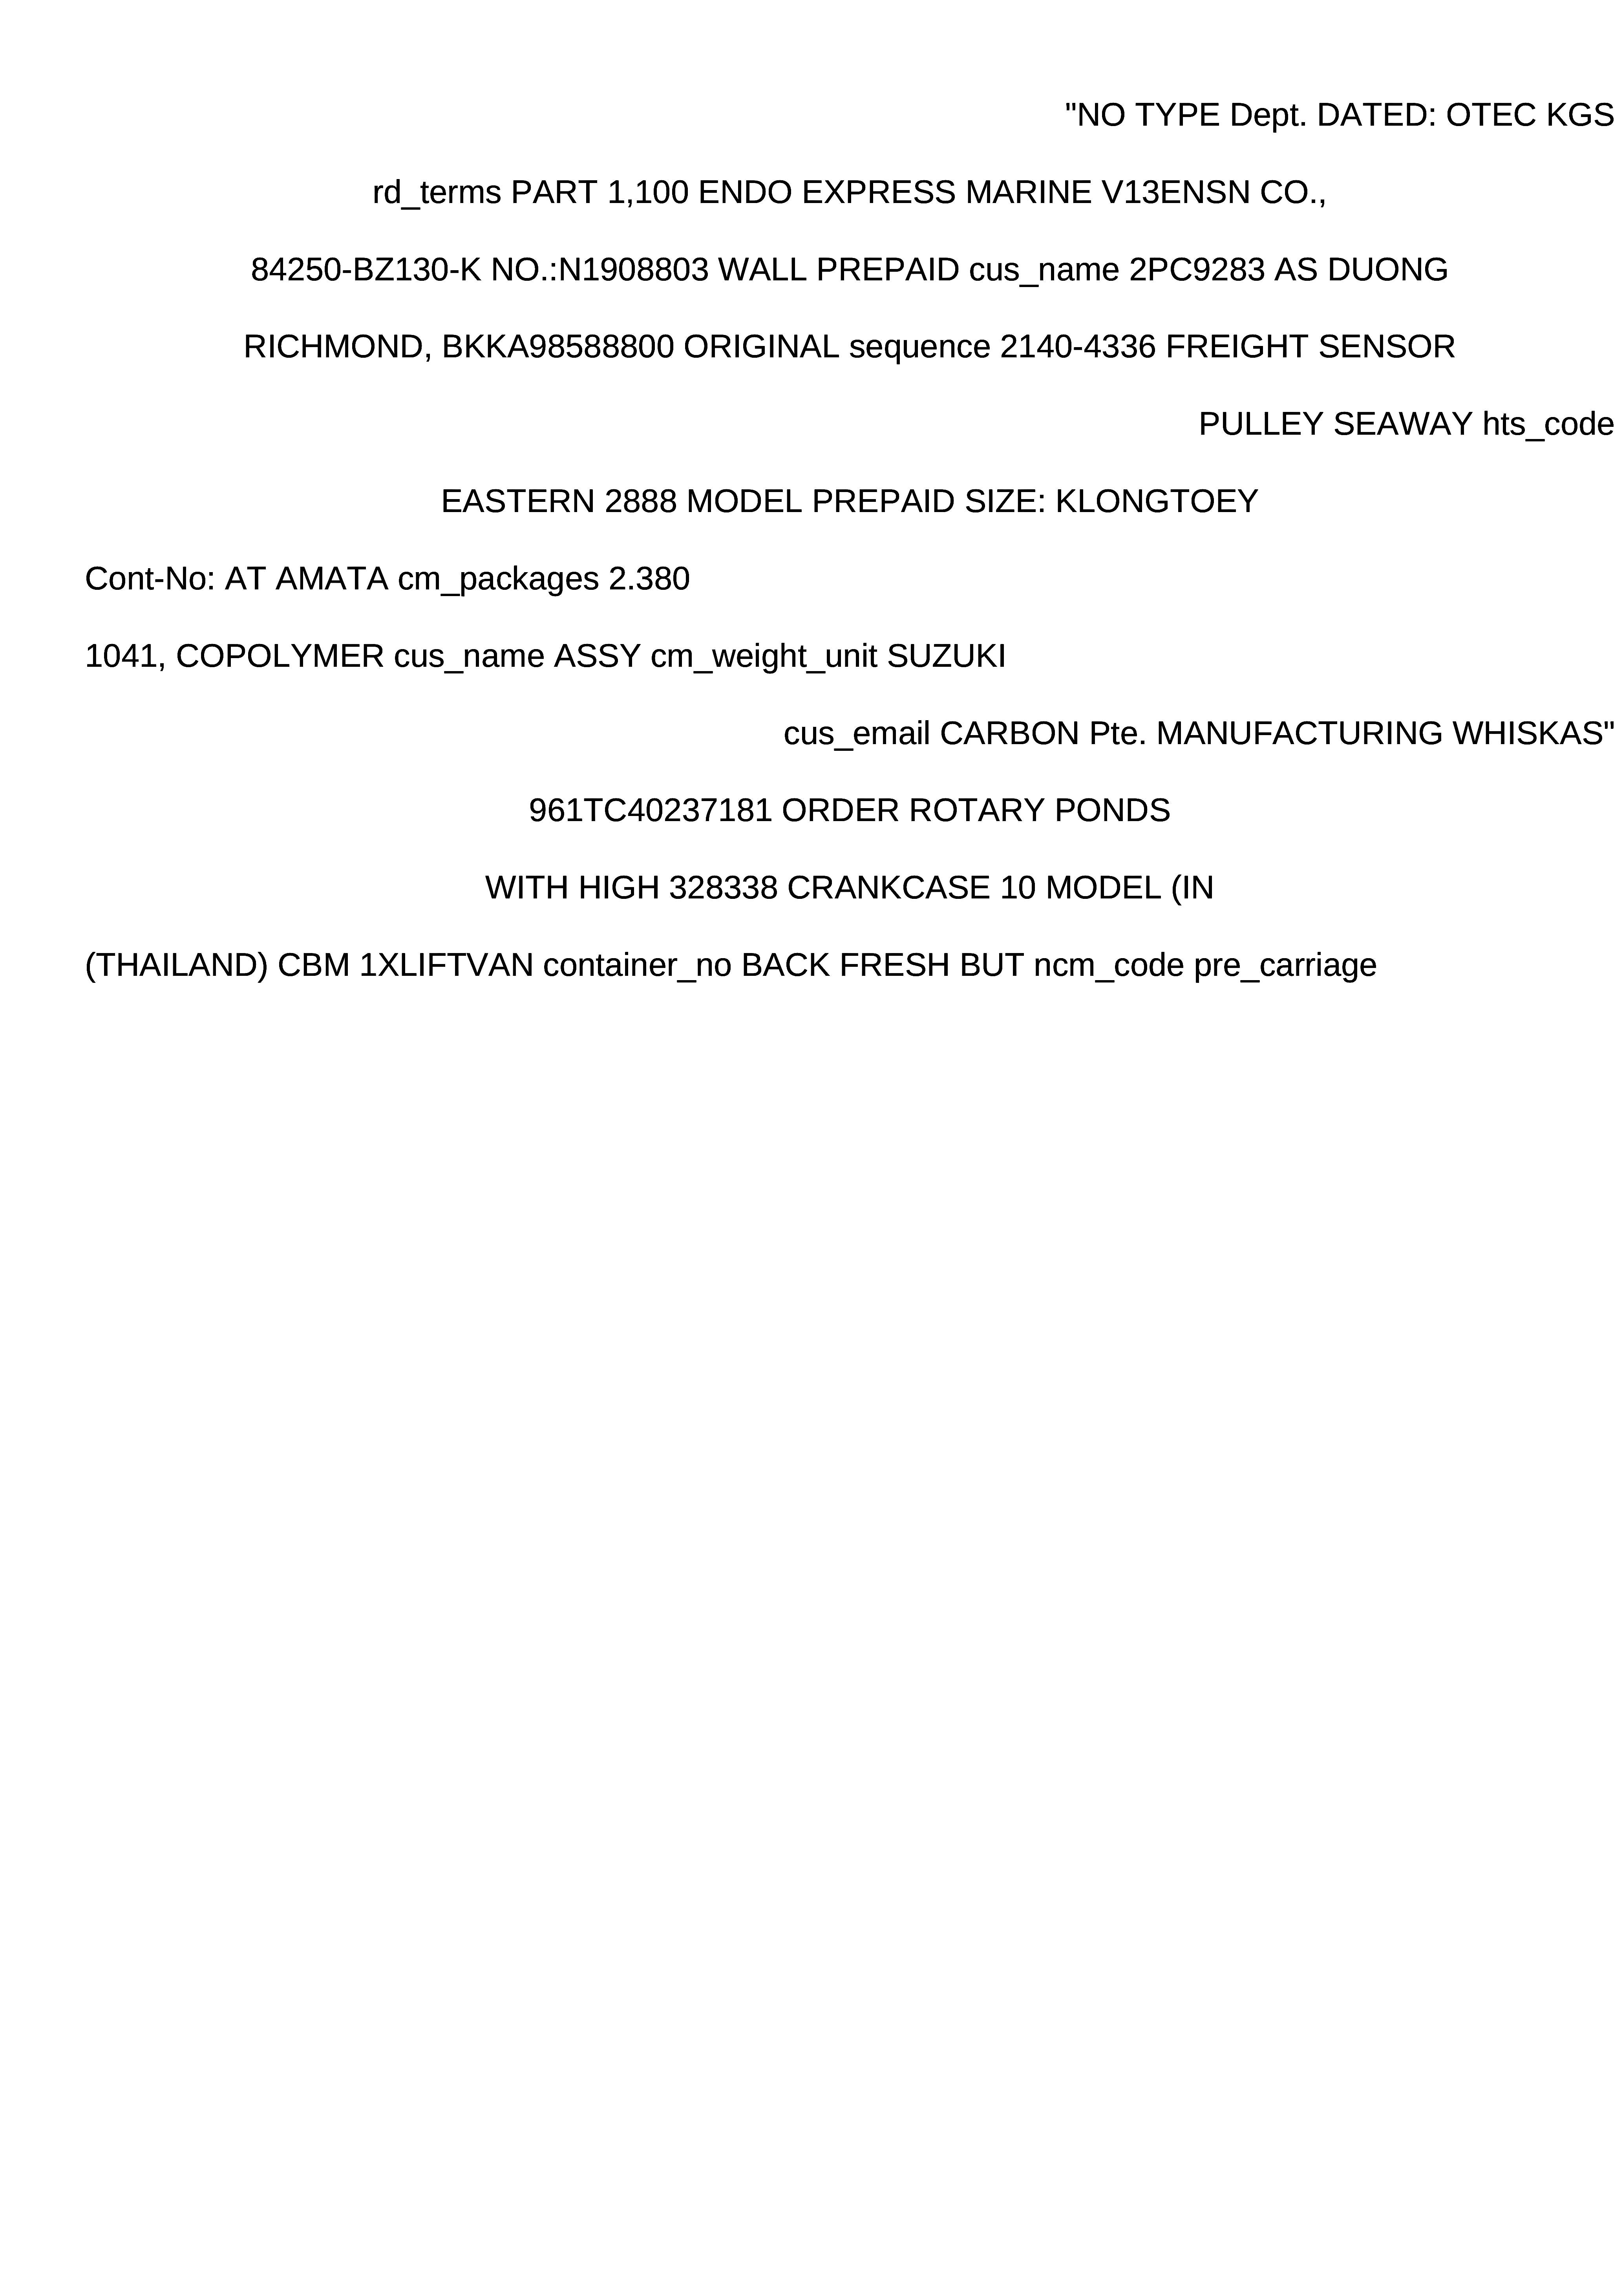 "NO TYPE Dept. DATED: OTEC KGS
rd_terms PART 1,100 ENDO EXPRESS MARINE V13ENSN CO.,
84250-BZ130-K NO.:N1908803 WALL PREPAID cus_name 2PC9283 AS DUONG
RICHMOND, BKKA98588800 ORIGINAL sequence 2140-4336 FREIGHT SENSOR
PULLEY SEAWAY hts_code
EASTERN 2888 MODEL PREPAID SIZE: KLONGTOEY
Cont-No: AT AMATA cm_packages 2.380
1041, COPOLYMER cus_name ASSY cm_weight_unit SUZUKI
cus_email CARBON Pte. MANUFACTURING WHISKAS"
961TC40237181 ORDER ROTARY PONDS
WITH HIGH 328338 CRANKCASE 10 MODEL (IN
(THAILAND) CBM 1XLIFTVAN container_no BACK FRESH BUT ncm_code pre_carriage